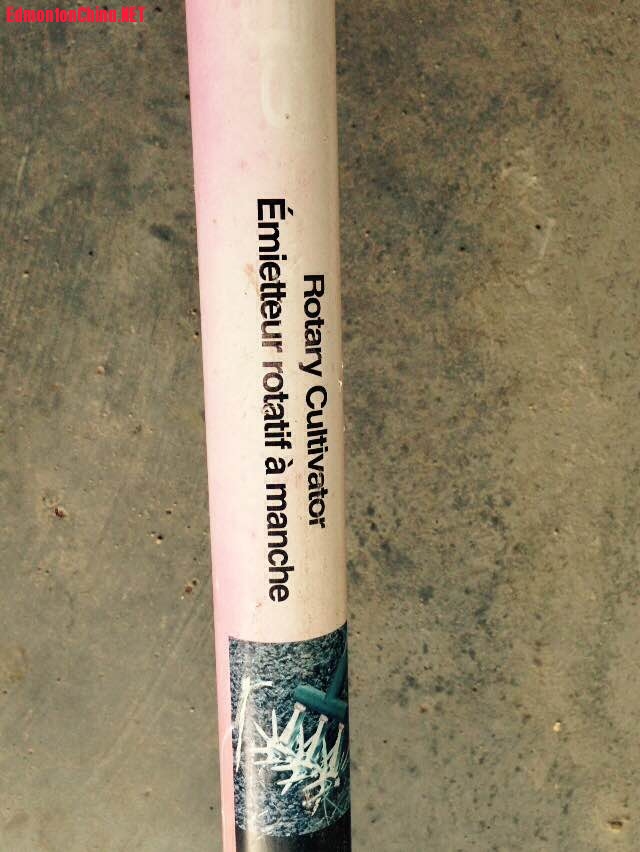 EdmontonChina.NET
Rotary Cultivator
Émietteur rotatif à manche